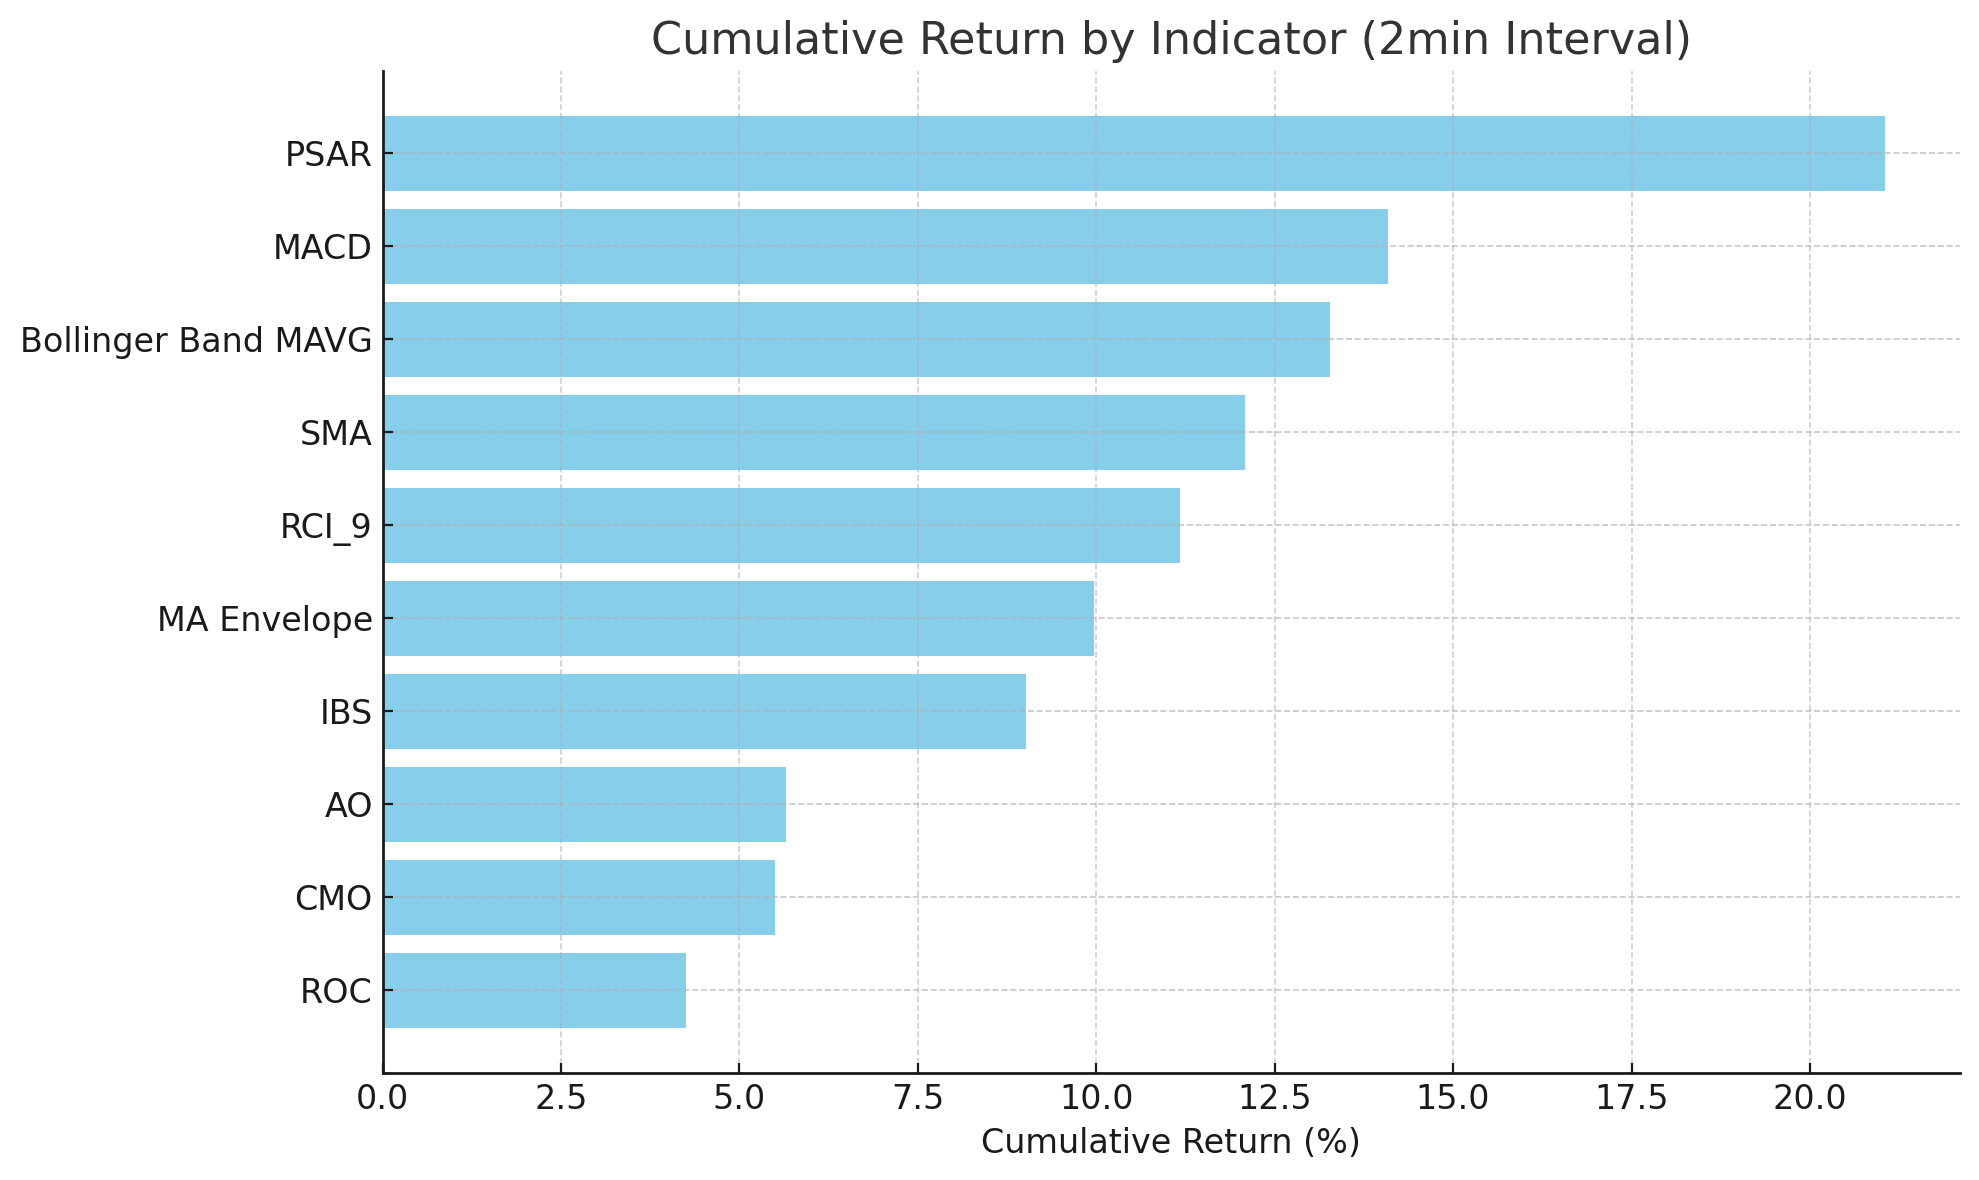 Cumulative Return by Indicator (2min Interval)
PSAR
MACD
Bollinger Band MAVG
SMA
RCI_9
MA Envelope
IBS
AO
CMO
ROC
0.0 2.5 5.0 7.5 10.0 12.5 15.0 17.5 20.0
Cumulative Return (%)